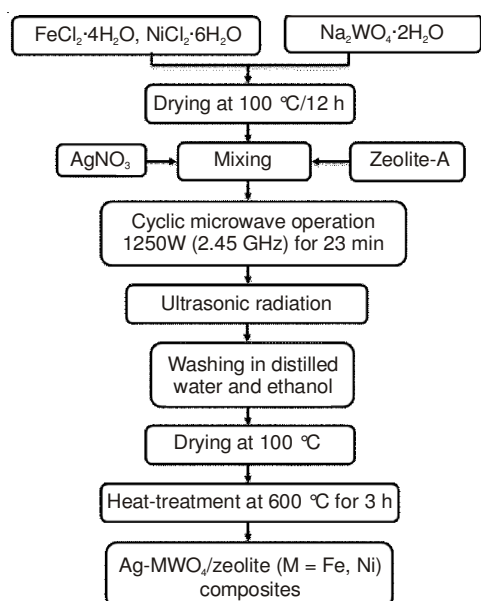 FeCl₂·4H₂O, NiCl₂·6H₂O
Na₂WO₄·2H₂O
Drying at 100 °C/12 h
AgNO₃
Mixing
Zeolite-A
Cyclic microwave operation
1250W (2.45 GHz) for 23 min
Ultrasonic radiation
Washing in distilled
water and ethanol
Drying at 100 °C
Heat-treatment at 600 °C for 3 h
Ag-MWO₄/zeolite (M = Fe, Ni)
composites